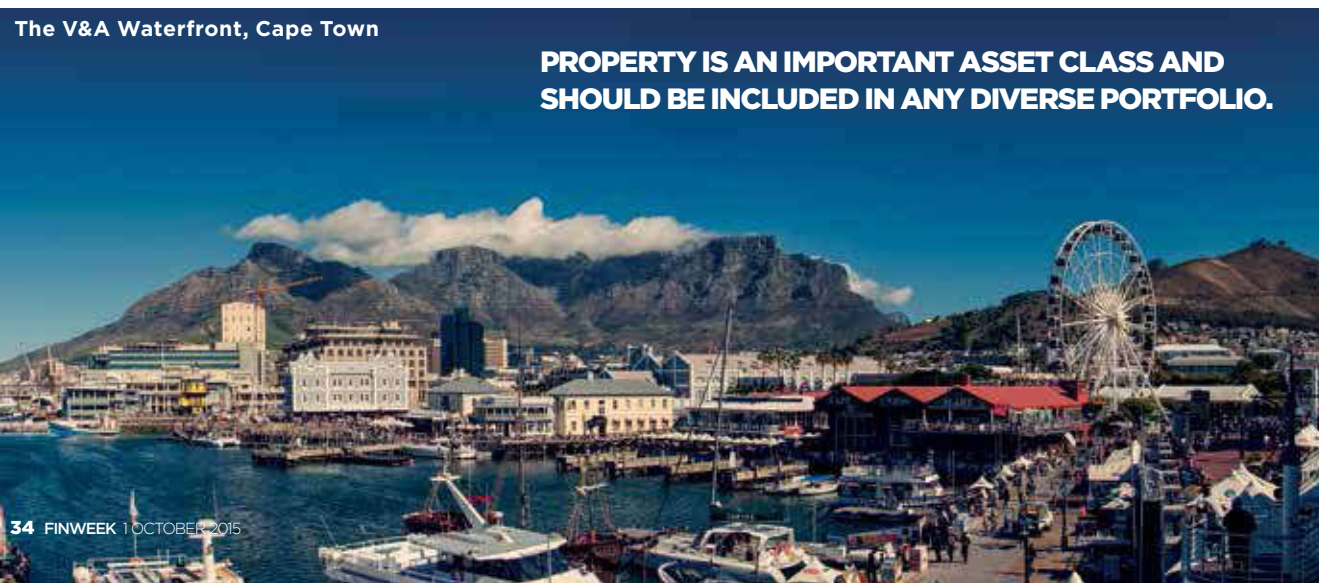 The V&A Waterfront, Cape Town
PROPERTY IS AN IMPORTANT ASSET CLASS AND
SHOULD BE INCLUDED IN ANY DIVERSE PORTFOLIO.
34 FINWEEK 1 OCTOBER 2015